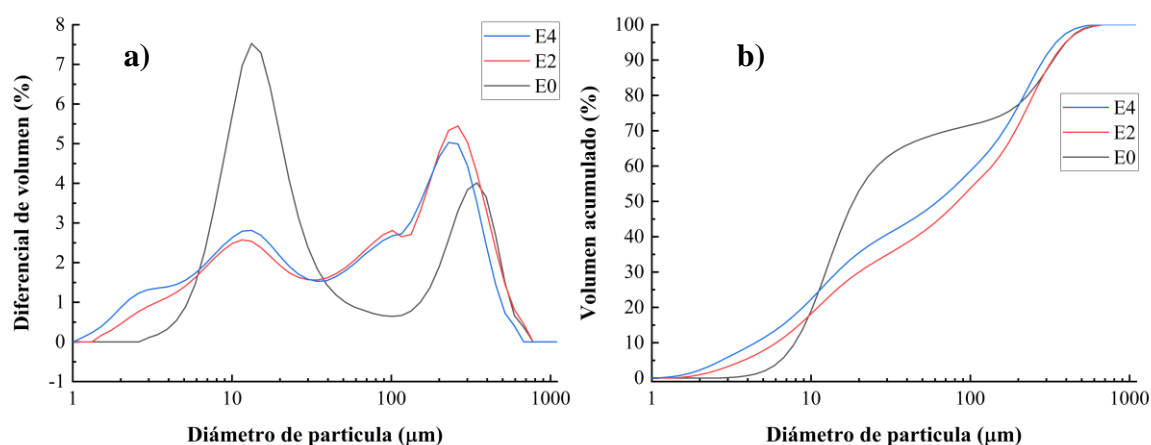 a)
E4
E2
E0
8
7
6
5
4
3
2
1
0
-1
Diferencial de volumen (%)
1
10
100
1000
Diámetro de particula (μm)
b)
E4
E2
E0
100
90
80
70
60
50
40
30
20
10
0
Volumen acumulado (%)
1
10
100
1000
Diámetro de particula (μm)